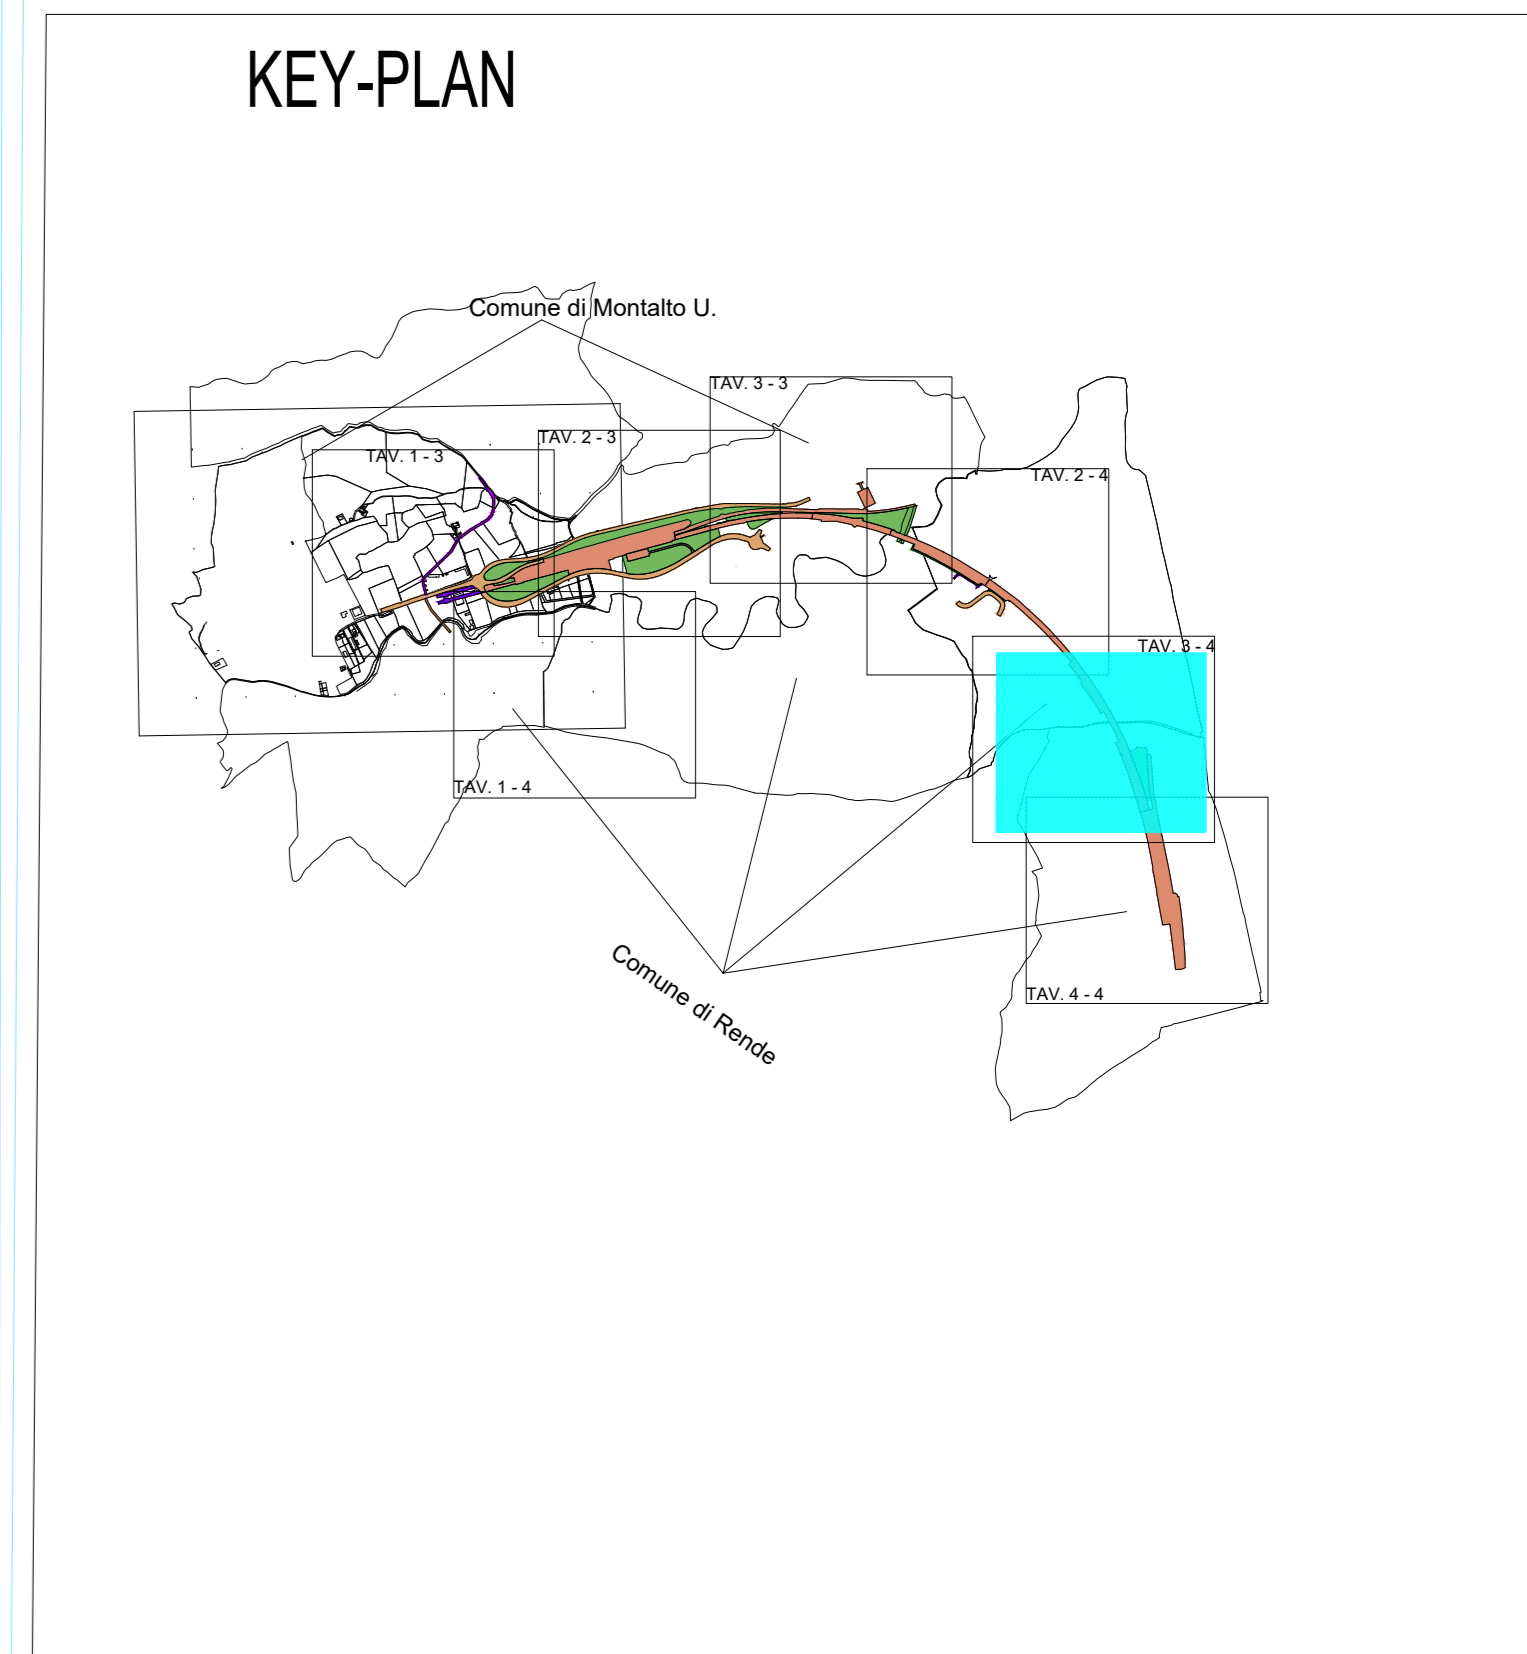 KEY-PLAN
Comune di Montalto U.
TAV. 3 - 3
TAV. 2 - 3
TAV. 1 - 3
TAV. 2 - 4
TAV. 3 - 4
TAV. 1 - 4
Comune di Rende
TAV. 4 - 4